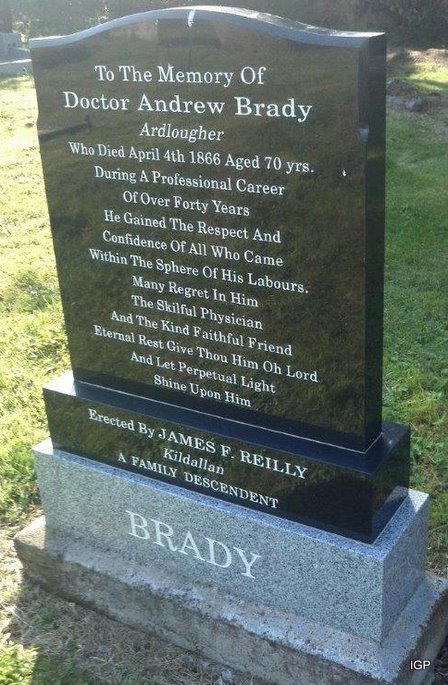 To The Memory Of
Doctor Andrew Brady
Ardlougher
Who Died April 4th 1866 Aged 70 yrs.
During A Professional Career
Of Over Forty Years
He Gained The Respect And
Confidence Of All Who Came
Within The Sphere Of His Labours.
Many Regret In Him
The Skilful Physician
And The Kind Faithful Friend
Eternal Rest Give Thou Him Oh Lord
And Let Perpetual Light
Shine Upon Him
Erected By JAMES F. REILLY
Kildallan
A FAMILY DESCENDENT
BRADY
IGP